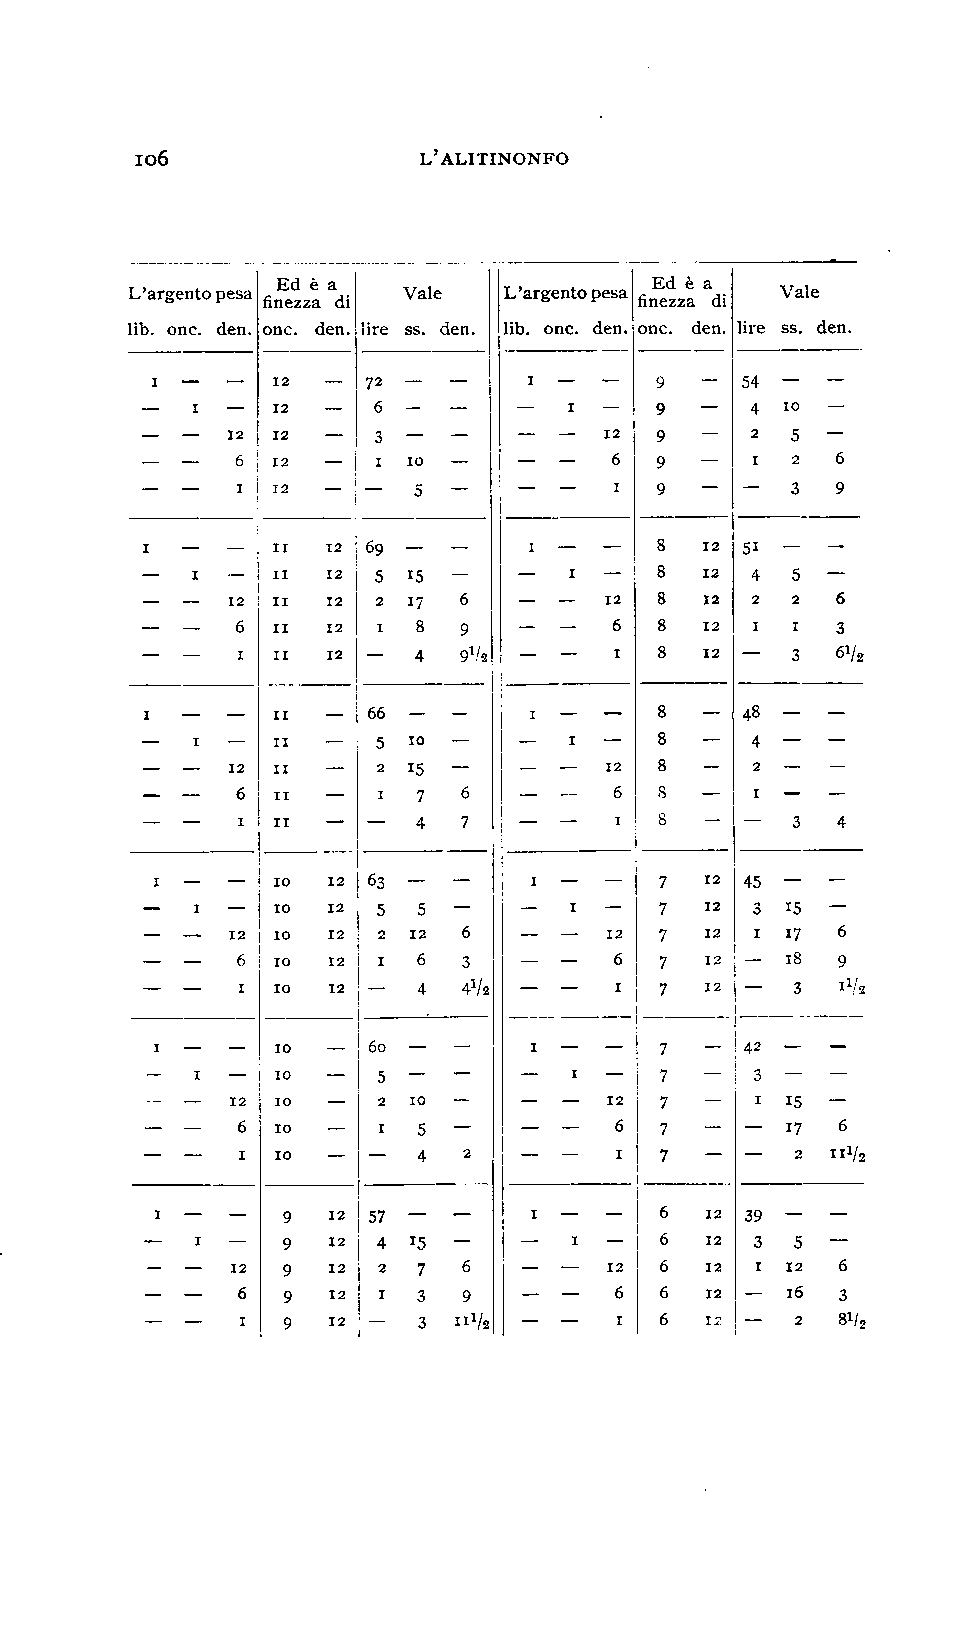 106 L'ALITINONFO
L'argento pesa Ed è a finezza di Vale L'argento pesa Ed è a finezza di Vale
lib. onc. den. onc. den. lire ss. den. lib. onc. den. onc. den. lire ss. den.
1 — — 12 — 72 — — 1 — — 9 — 54 — —
— 1 — 12 — 6 — — — 1 — 9 — 4 10 —
— — 12 12 — 3 — — — — 12 9 — 2 5 —
— — 6 12 — 1 10 — — — 6 9 — 1 2 6
— — 1 12 — — 5 — — — 1 9 — — 3 9
1 — — 11 12 69 — — 1 — — 8 12 51 — —
— 1 — 11 12 5 15 — — 1 — 8 12 4 5 —
— — 12 11 12 2 17 6 — — 12 8 12 2 2 6
— — 6 11 12 1 8 9 — — 6 8 12 1 1 3
— — 1 11 12 — 4 9 1/2 — — 1 8 12 — 3 6 1/2
1 — — 11 — 66 — — 1 — — 8 — 48 — —
— 1 — 11 — 5 10 — — 1 — 8 — 4 — —
— — 12 11 — 2 15 — — — 12 8 — 2 — —
— — 6 11 — 1 7 6 — — 6 8 — 1 — —
— — 1 11 — — 4 7 — — 1 8 — — 3 4
1 — — 10 12 63 — — 1 — — 7 12 45 — —
— 1 — 10 12 5 5 — — 1 — 7 12 3 15 —
— — 12 10 12 2 12 6 — — 12 7 12 1 17 6
— — 6 10 12 1 6 3 — — 6 7 12 — 18 9
— — 1 10 12 — 4 4 1/2 — — 1 7 12 — 3 1 1/2
1 — — 10 — 60 — — 1 — — 7 — 42 — —
— 1 — 10 — 5 — — — 1 — 7 — 3 — —
— — 12 10 — 2 10 — — — 12 7 — 1 15 —
— — 6 10 — 1 5 — — — 6 7 — — 17 6
— — 1 10 — — 4 2 — — 1 7 — — 2 11 1/2
1 — — 9 12 57 — — 1 — — 6 12 39 — —
— 1 — 9 12 4 15 — — 1 — 6 12 3 5 —
— — 12 9 12 2 7 6 — — 12 6 12 1 12 6
— — 6 9 12 1 3 9 — — 6 6 12 — 16 3
— — 1 9 12 — 3 11 1/2 — — 1 6 12 — 2 8 1/2